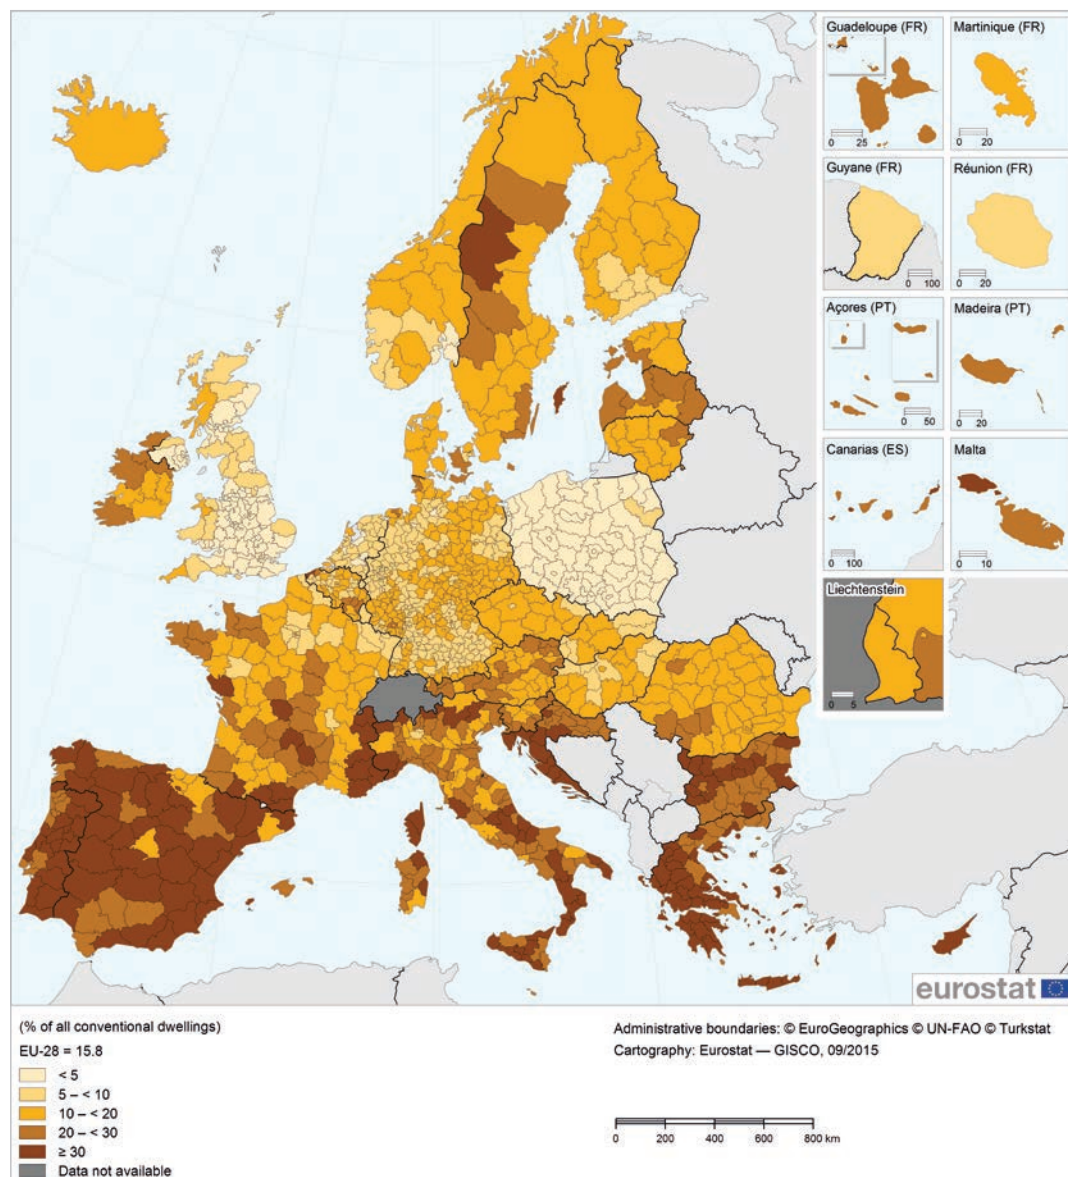 Guadeloupe (FR)
0 25
Martinique (FR)
0 20
Guyane (FR)
0 100
Réunion (FR)
0 20
Açores (PT)
0 50
Madeira (PT)
0 20
Canarias (ES)
0 100
Malta
0 10
Liechtenstein
0 5
eurostat
(% of all conventional dwellings)
EU-28 = 15.8
< 5
5 – < 10
10 – < 20
20 – < 30
≥ 30
Data not available
Administrative boundaries: © EuroGeographics © UN-FAO © Turkstat
Cartography: Eurostat — GISCO, 09/2015
0 200 400 600 800 km